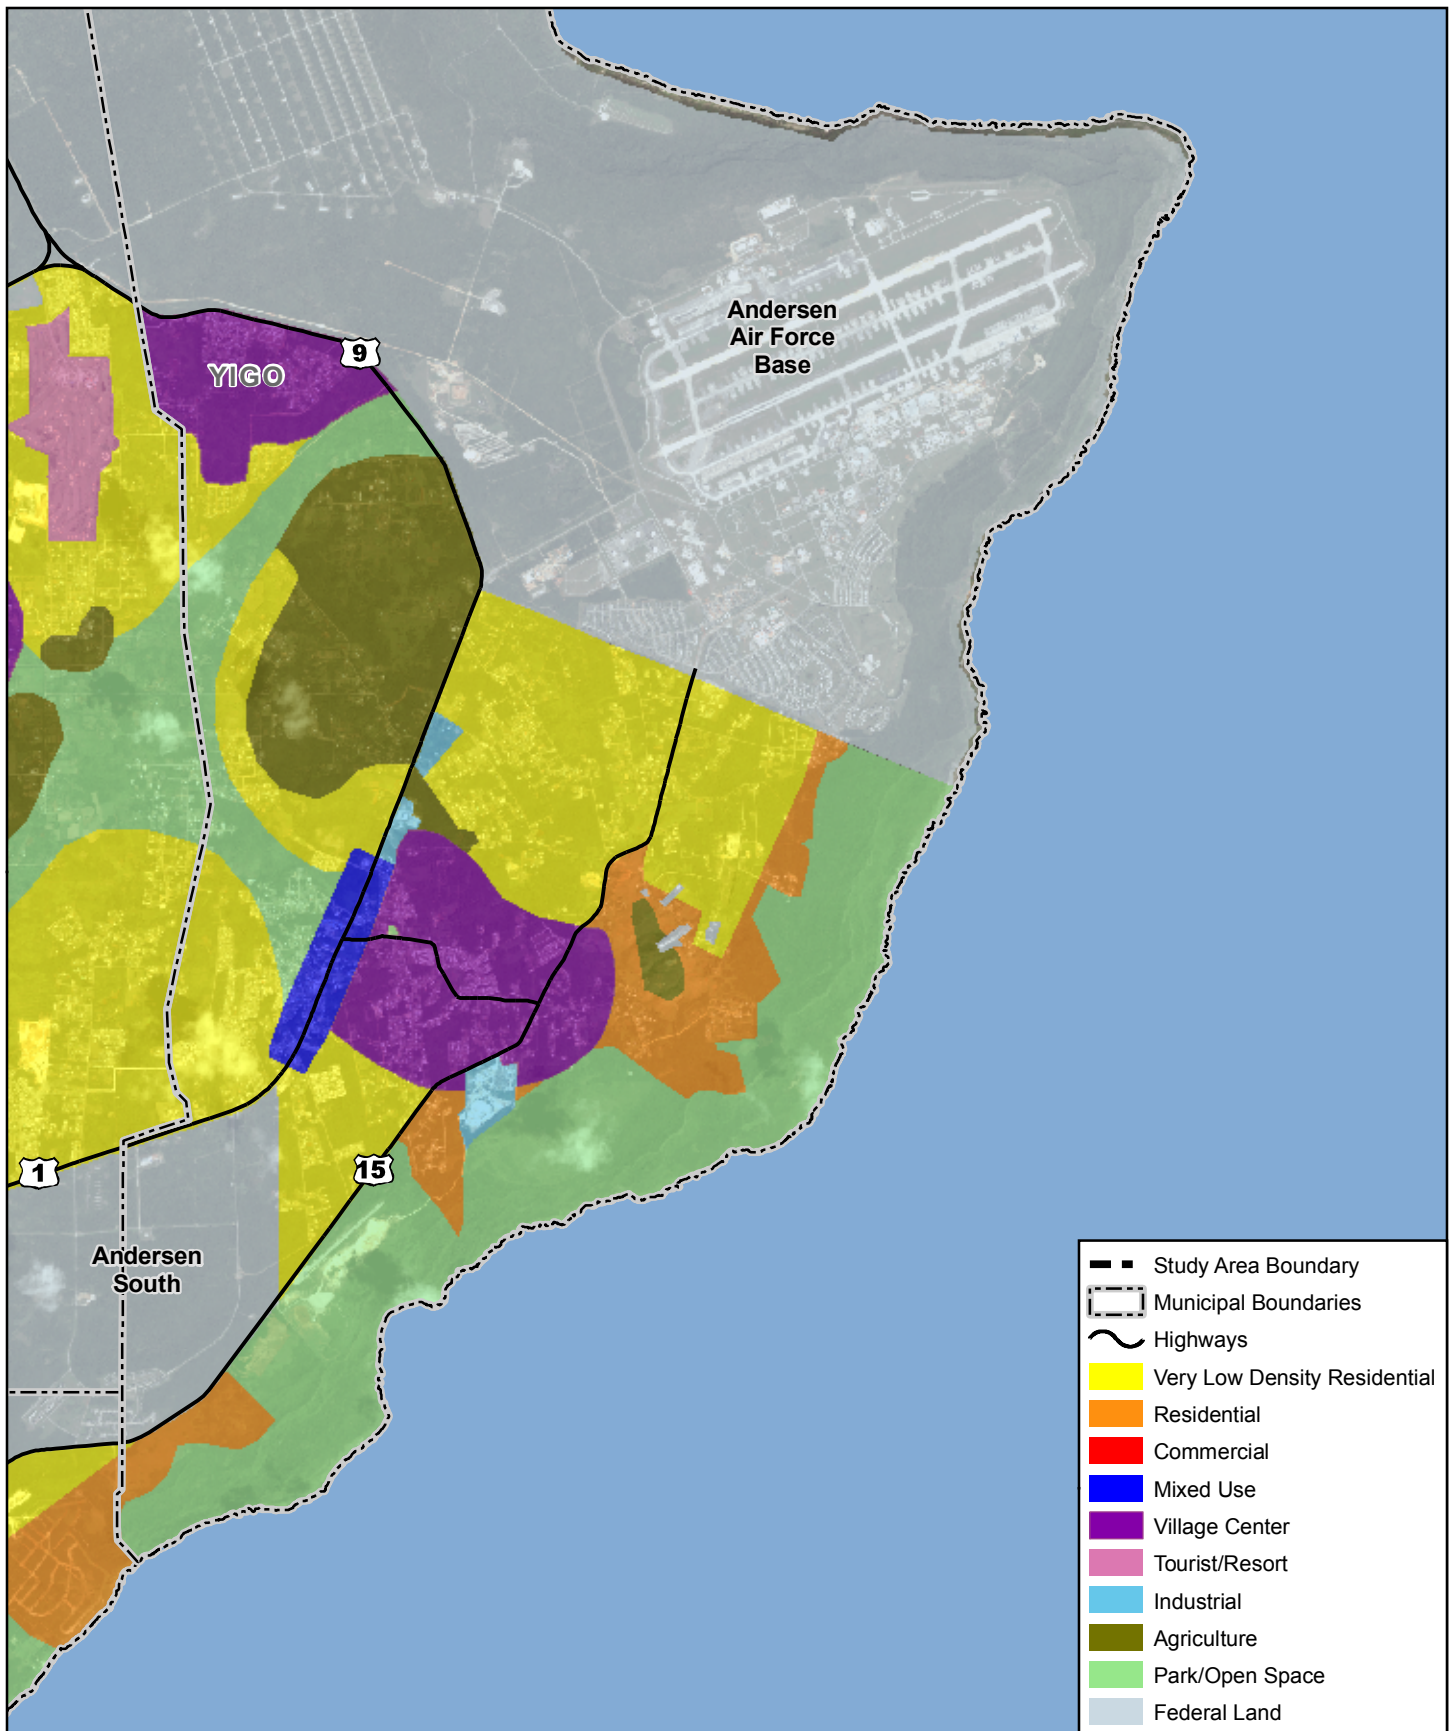 Andersen
Air Force
Base
9
YIGO
1
15
Andersen
South
Study Area Boundary
Municipal Boundaries
Highways
Very Low Density Residential
Residential
Commercial
Mixed Use
Village Center
Tourist/Resort
Industrial
Agriculture
Park/Open Space
Federal Land